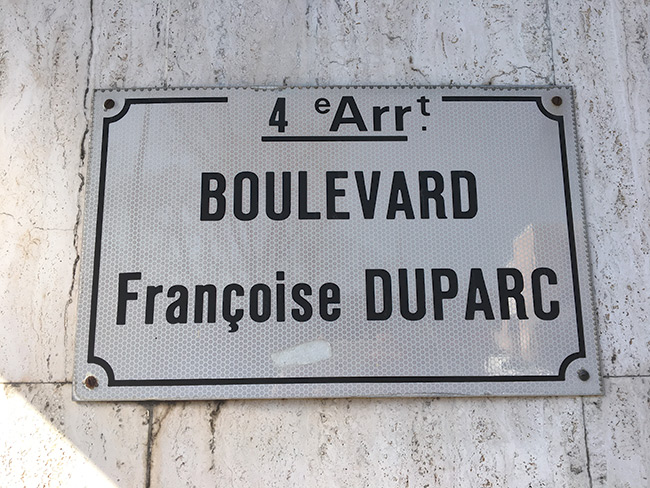 4 eArrt.
BOULEVARD
Françoise DUPARC